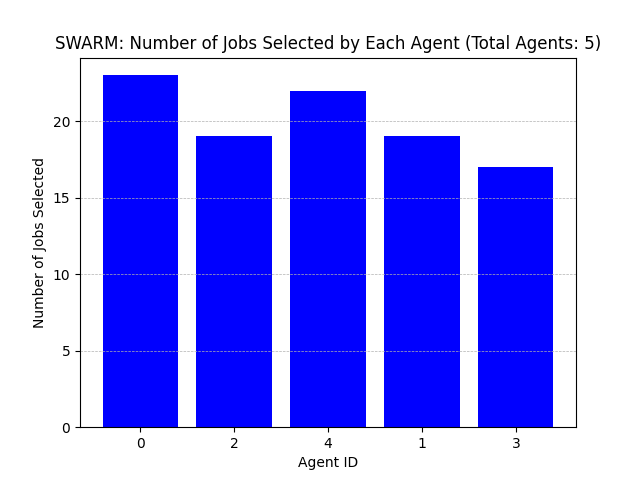 SWARM: Number of Jobs Selected by Each Agent (Total Agents: 5)
Number of Jobs Selected
20
15
10
5
0
0 2 4 1 3
Agent ID